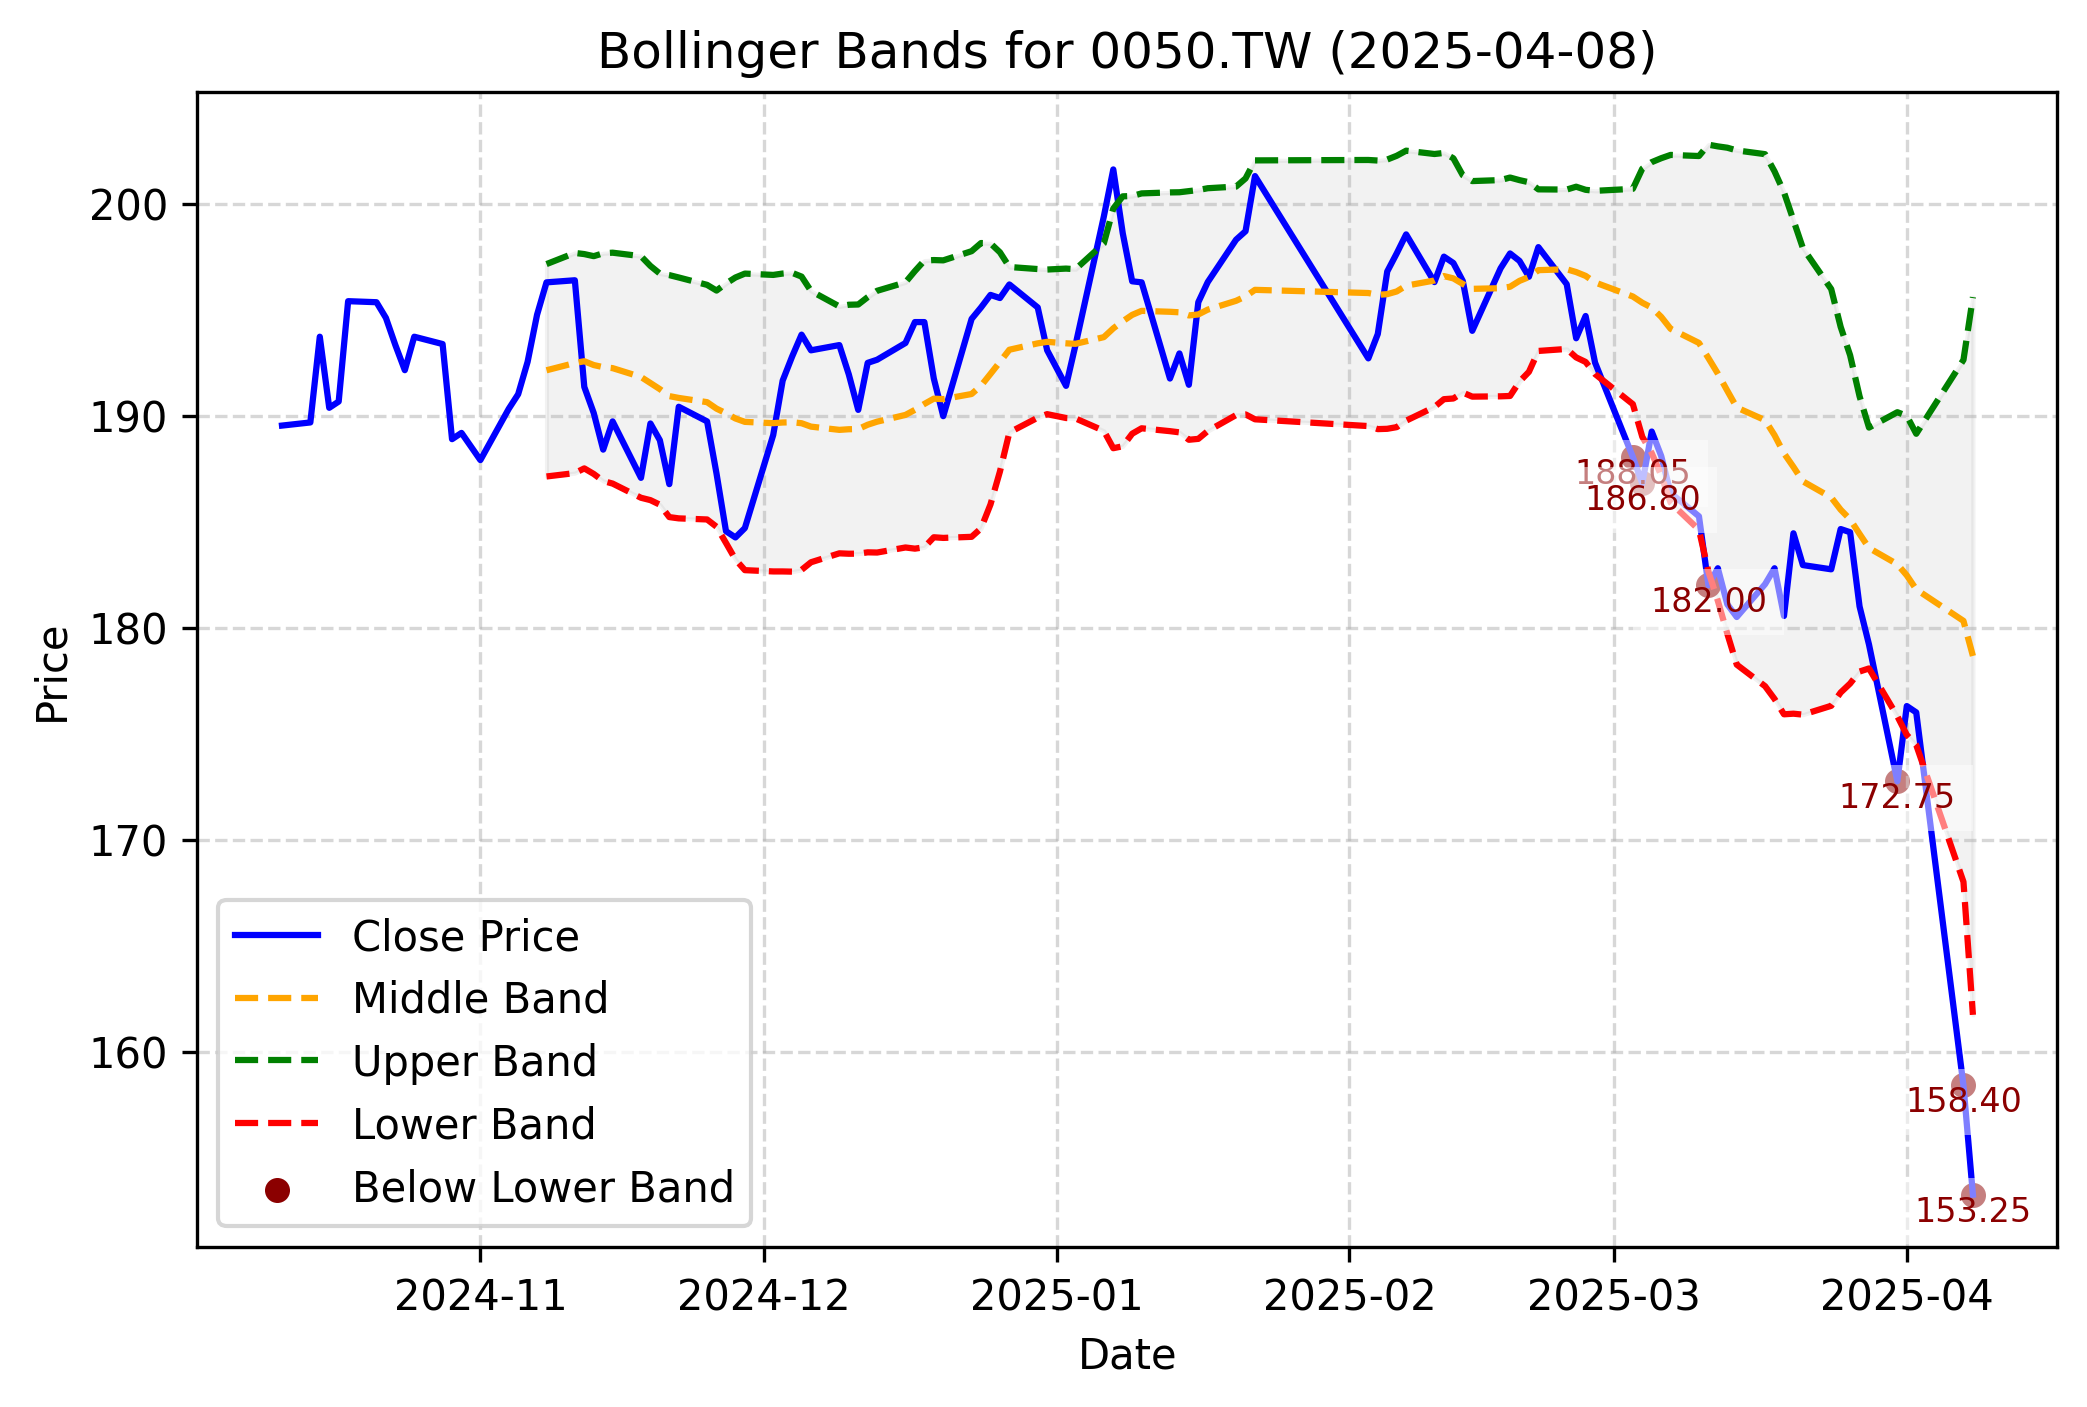 Bollinger Bands for 0050.TW (2025-04-08)
Price
200
190
180
170
160
188.05
186.80
182.00
172.75
158.40
153.25
Close Price
Middle Band
Upper Band
Lower Band
Below Lower Band
2024-11
2024-12
2025-01
2025-02
2025-03
2025-04
Date